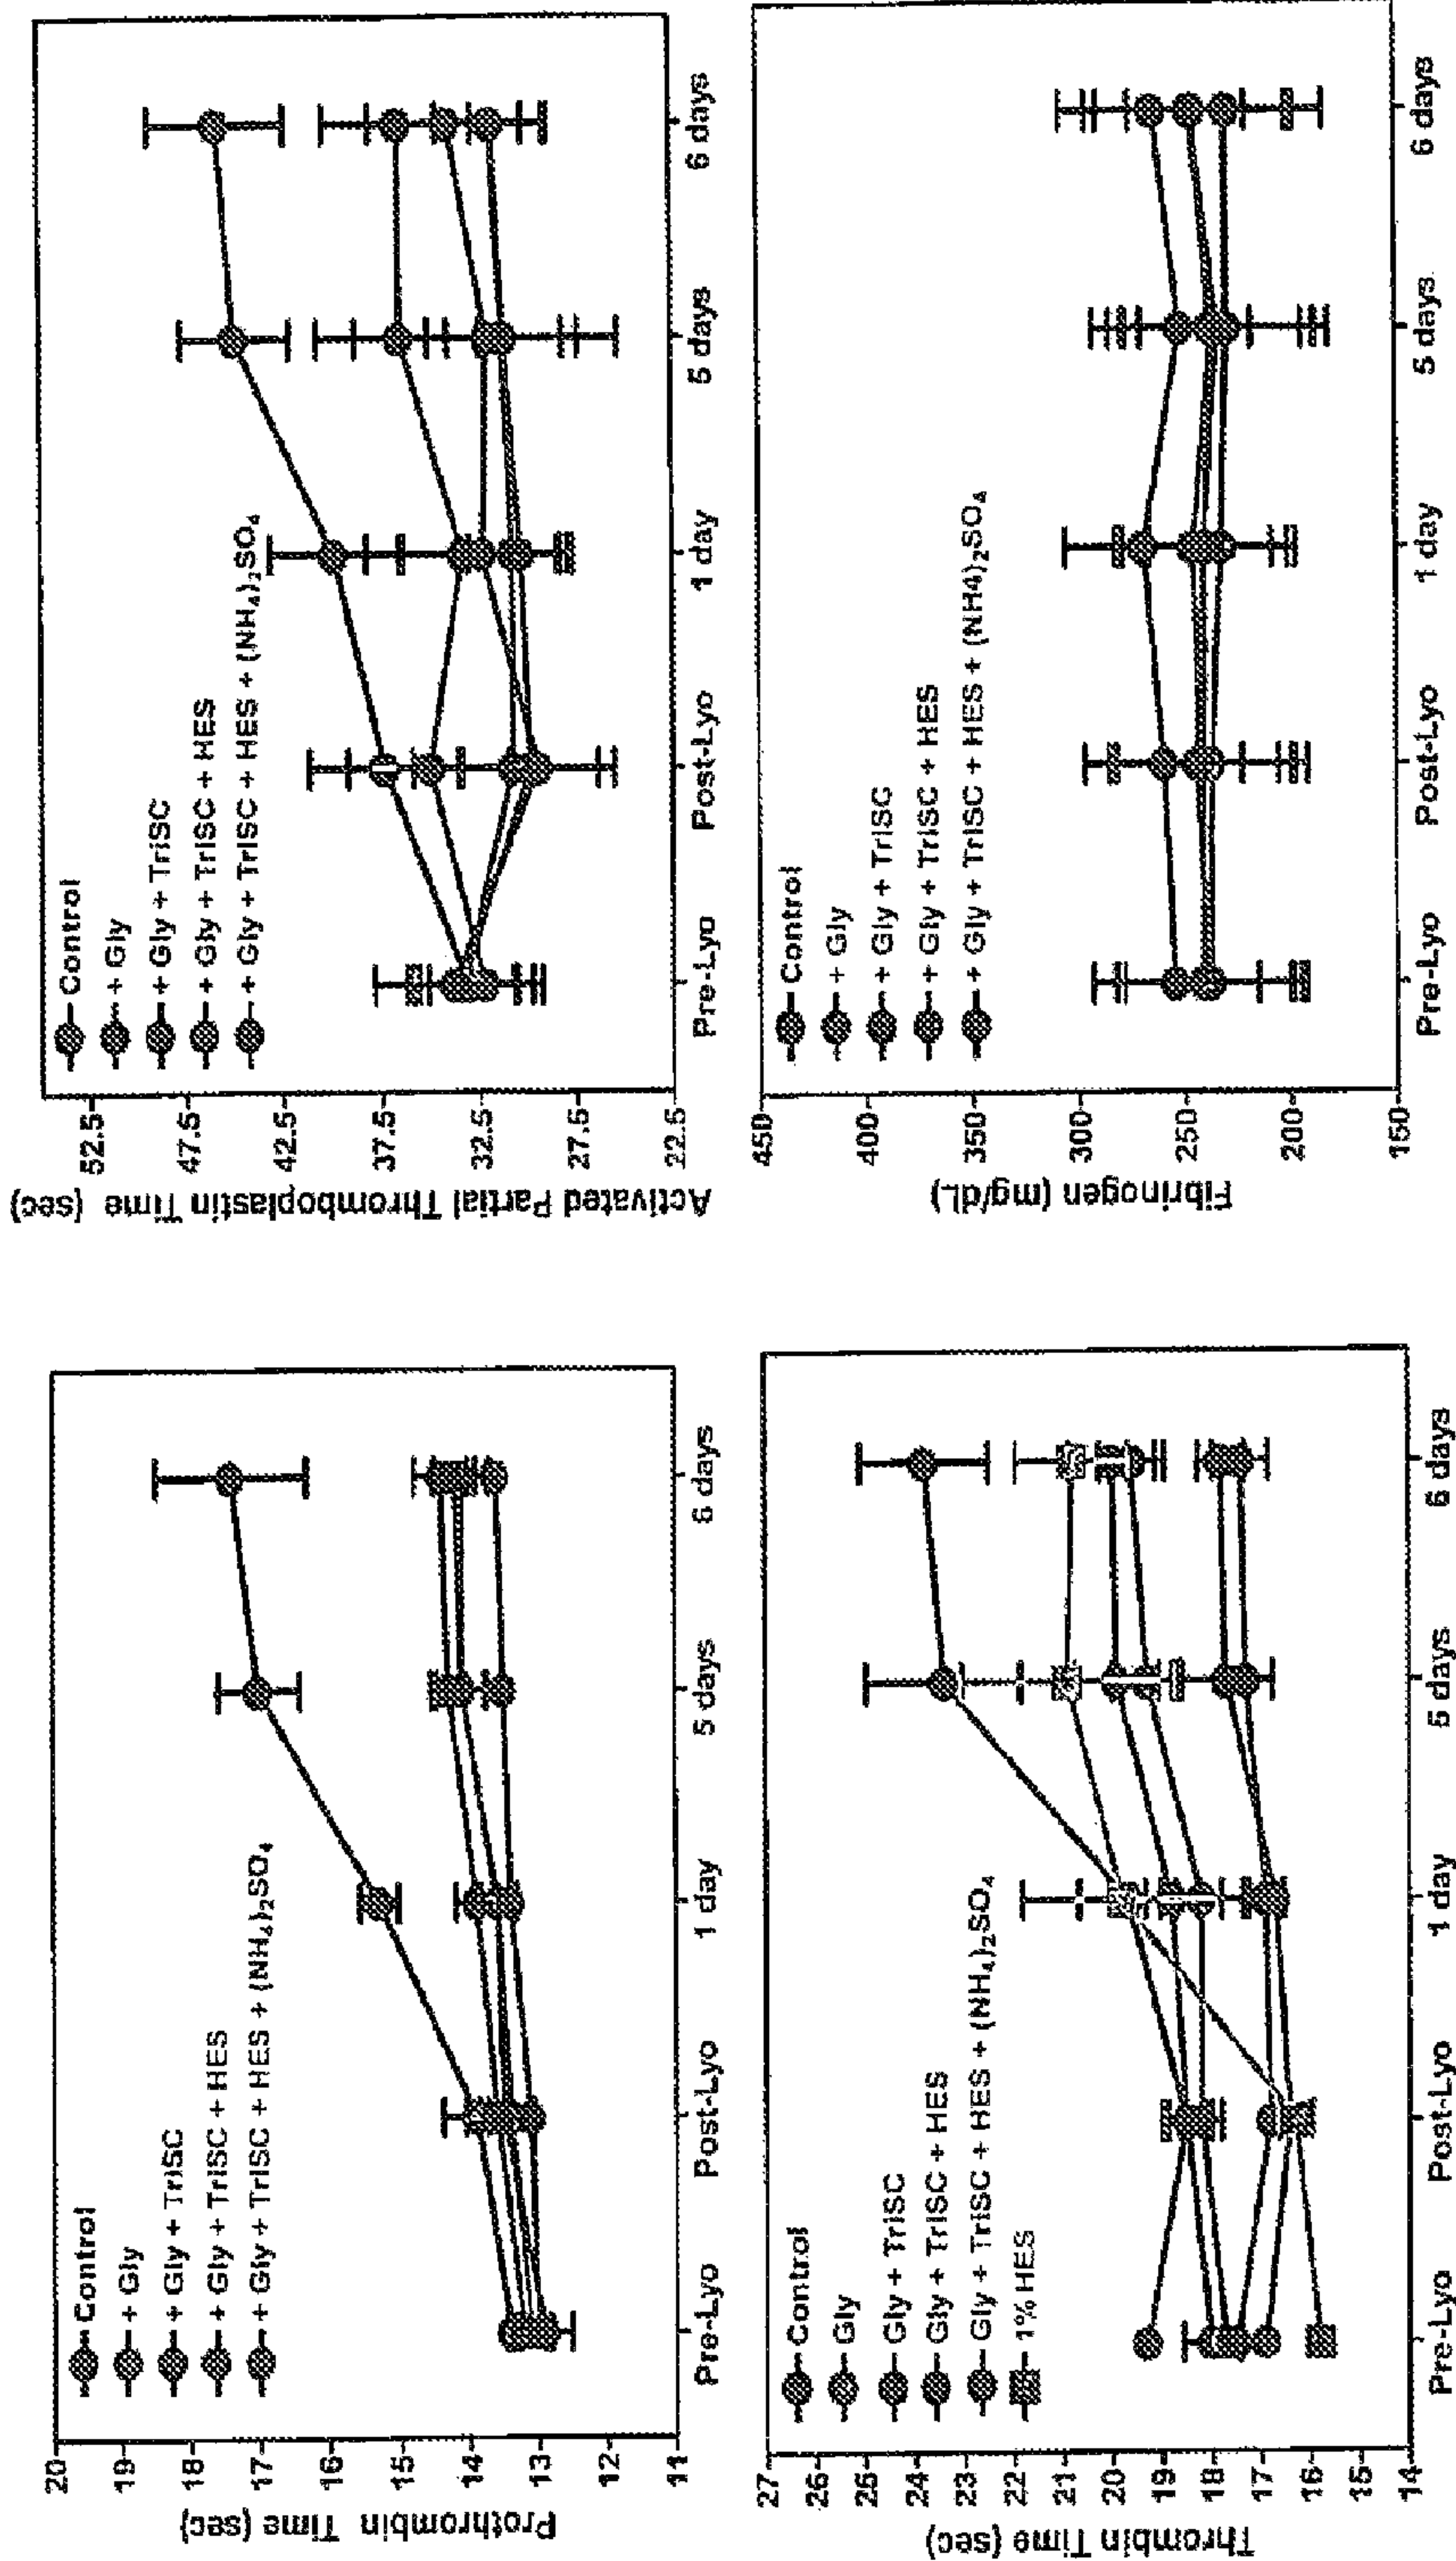 Prothrombin Time (sec)
20
19
18
17
16
15
14
13
12
11
Control
+ Gly
+ Gly + TriSC
+ Gly + TriSC + HES
+ Gly + TriSC + HES + (NH₄)₂SO₄
Pre-Lyo
Post-Lyo
1 day
5 days
6 days
Activated Partial Thromboplastin Time
(sec)
52.5
47.5
42.5
37.5
32.5
27.5
22.5
Control
+ Gly
+ Gly + TriSC
+ Gly + TriSC + HES
+ Gly + TriSC + HES + (NH₄)₂SO₄
Pre-Lyo
Post-Lyo
1 day
5 days
6 days
Thrombin Time (sec)
27
26
25
24
23
22
21
20
19
18
17
16
15
14
Control
Gly
Gly + TriSC
Gly + TriSC + HES
Gly + TriSC + HES + (NH₄)₂SO₄
1% HES
Pre-Lyo
Post-Lyo
1 day
5 days
6 days
Fibrinogen (mg/dL)
450
400
350
300
250
200
150
Control
+ Gly
+ Gly + TriSC
+ Gly + TriSC + HES
+ Gly + TriSC + HES + (NH4)₂SO₄
Pre-Lyo
Post-Lyo
1 day
5 days
6 days